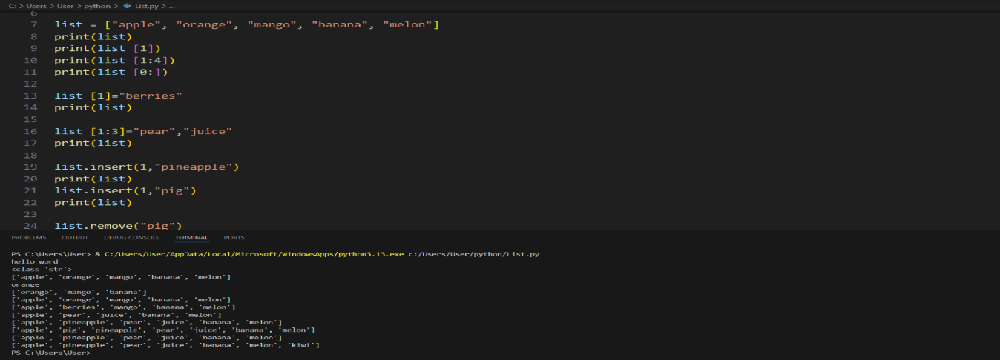 C: > Users > User > python > List.py > ...
6
7 list = ["apple", "orange", "mango", "banana", "melon"]
8 print(list)
9 print(list [1])
10 print(list [1:4])
11 print(list [0:])
12
13 list [1]="berries"
14 print(list)
15
16 list [1:3]="pear","juice"
17 print(list)
18
19 list.insert(1,"pineapple")
20 print(list)
21 list.insert(1,"pig")
22 print(list)
23
24 list.remove("pig")
PROBLEMS OUTPUT DEBUG CONSOLE TERMINAL PORTS
PS C:\Users\User> & C:/Users/User/AppData/Local/Microsoft/WindowsApps/python3.13.exe c:/Users/User/python/List.py
hello word
<class 'str'>
['apple', 'orange', 'mango', 'banana', 'melon']
orange
['orange', 'mango', 'banana']
['apple', 'orange', 'mango', 'banana', 'melon']
['apple', 'berries', 'mango', 'banana', 'melon']
['apple', 'pear', 'juice', 'banana', 'melon']
['apple', 'pineapple', 'pear', 'juice', 'banana', 'melon']
['apple', 'pig', 'pineapple', 'pear', 'juice', 'banana', 'melon']
['apple', 'pineapple', 'pear', 'juice', 'banana', 'melon']
['apple', 'pineapple', 'pear', 'juice', 'banana', 'melon', 'kiwi']
PS C:\Users\User>